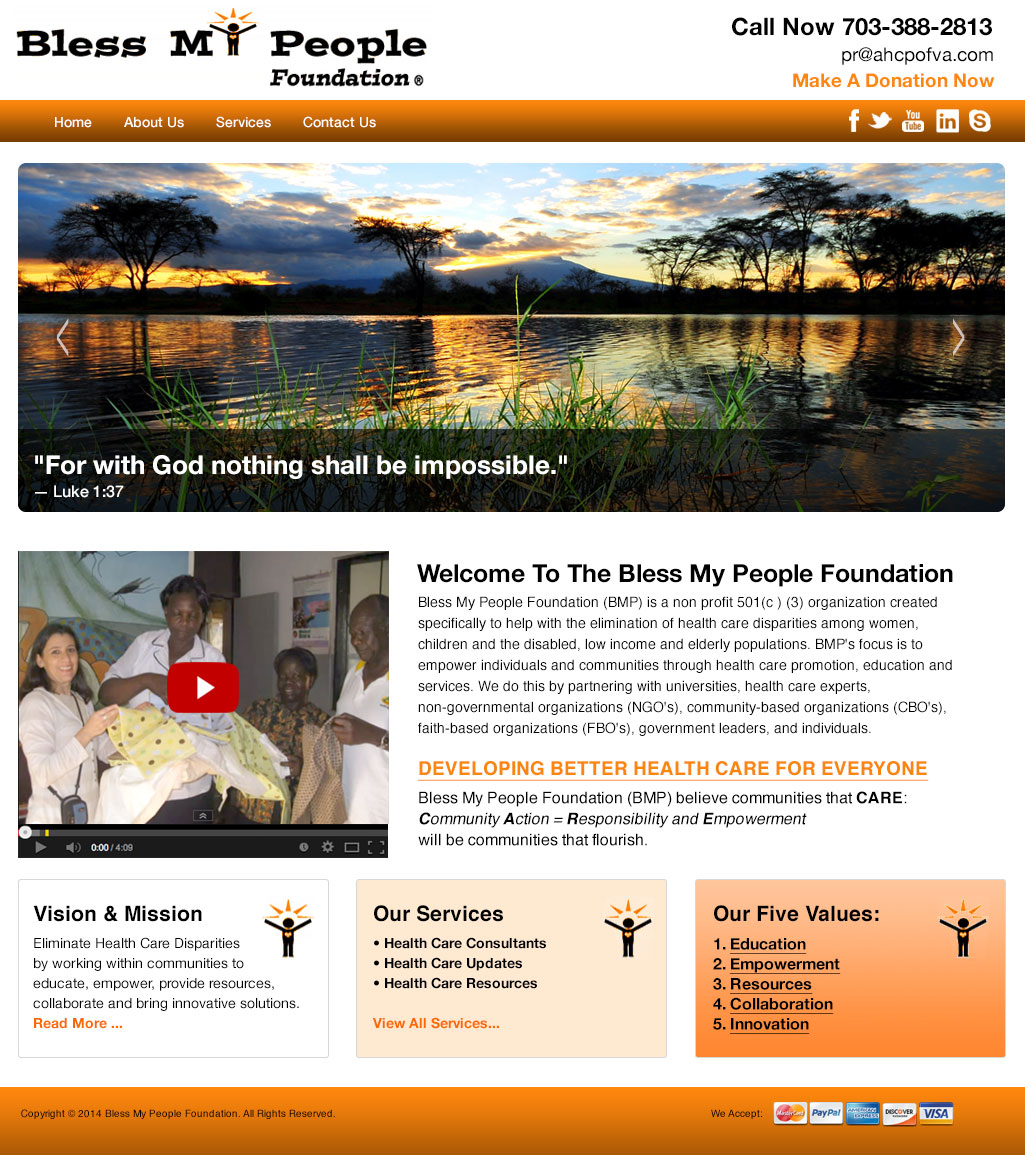 Bless My People
Foundation ®
Call Now 703-388-2813
pr@ahcpofva.com
Make A Donation Now
Home About Us Services Contact Us
f You Tube in S
"For with God nothing shall be impossible."
— Luke 1:37
0:00 / 4:09
Welcome To The Bless My People Foundation
Bless My People Foundation (BMP) is a non profit 501(c ) (3) organization created
specifically to help with the elimination of health care disparities among women,
children and the disabled, low income and elderly populations. BMP's focus is to
empower individuals and communities through health care promotion, education and
services. We do this by partnering with universities, health care experts,
non-governmental organizations (NGO's), community-based organizations (CBO's),
faith-based organizations (FBO's), government leaders, and individuals.
DEVELOPING BETTER HEALTH CARE FOR EVERYONE
Bless My People Foundation (BMP) believe communities that CARE:
Community Action = Responsibility and Empowerment
will be communities that flourish.
Vision & Mission
Eliminate Health Care Disparities
by working within communities to
educate, empower, provide resources,
collaborate and bring innovative solutions.
Read More ...
Our Services
• Health Care Consultants
• Health Care Updates
• Health Care Resources
View All Services...
Our Five Values:
1. Education
2. Empowerment
3. Resources
4. Collaboration
5. Innovation
Copyright © 2014 Bless My People Foundation. All Rights Reserved.
We Accept: MasterCard PayPal AMERICAN EXPRESS DISCOVER VISA